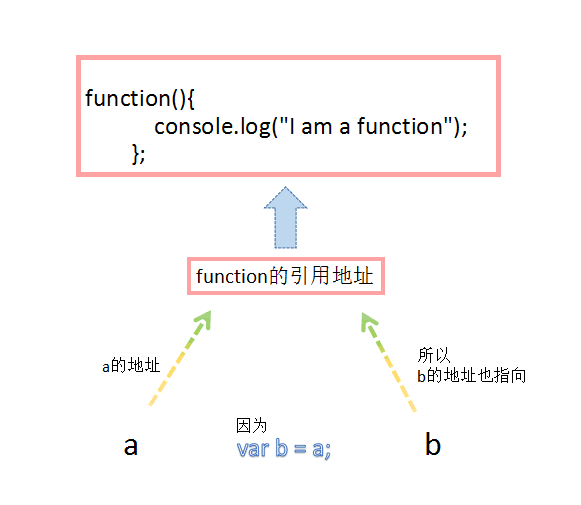 function(){
console.log("I am a function");
};
function的引用地址
a的地址
所以
b的地址也指向
因为
a
var b = a;
b